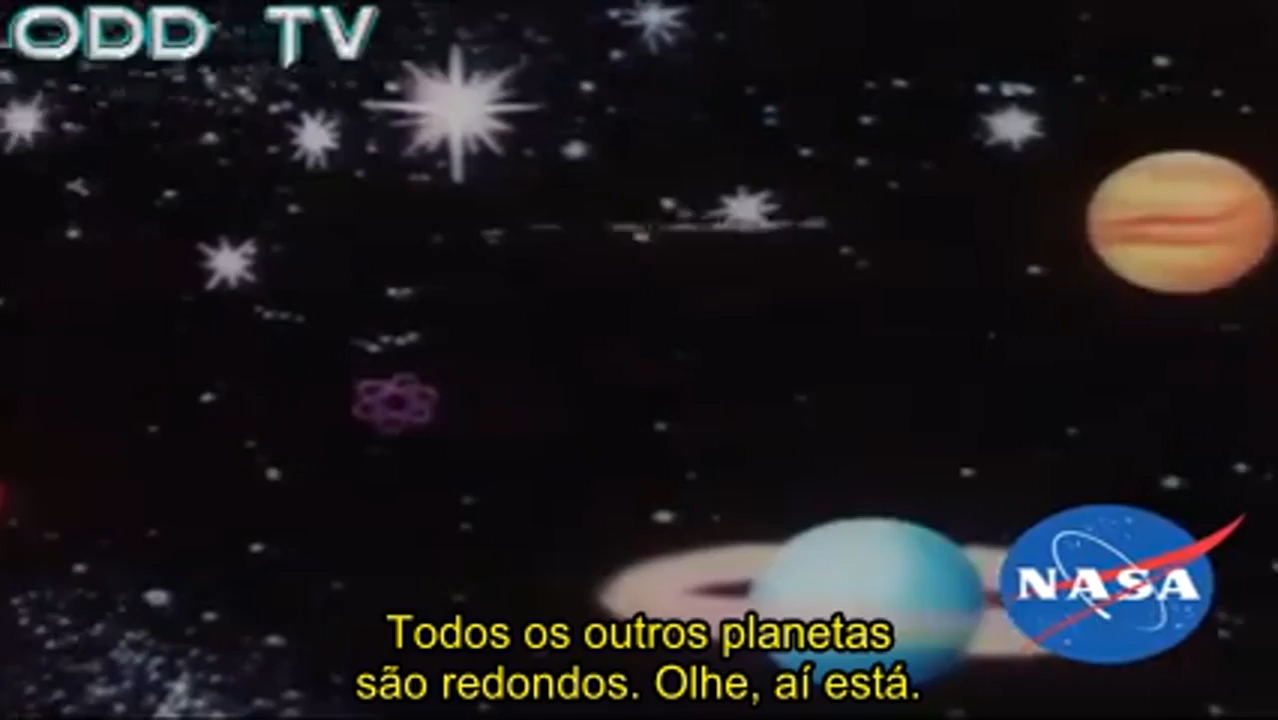 ODD TV
NASA
Todos os outros planetas
são redondos. Olhe, aí está.